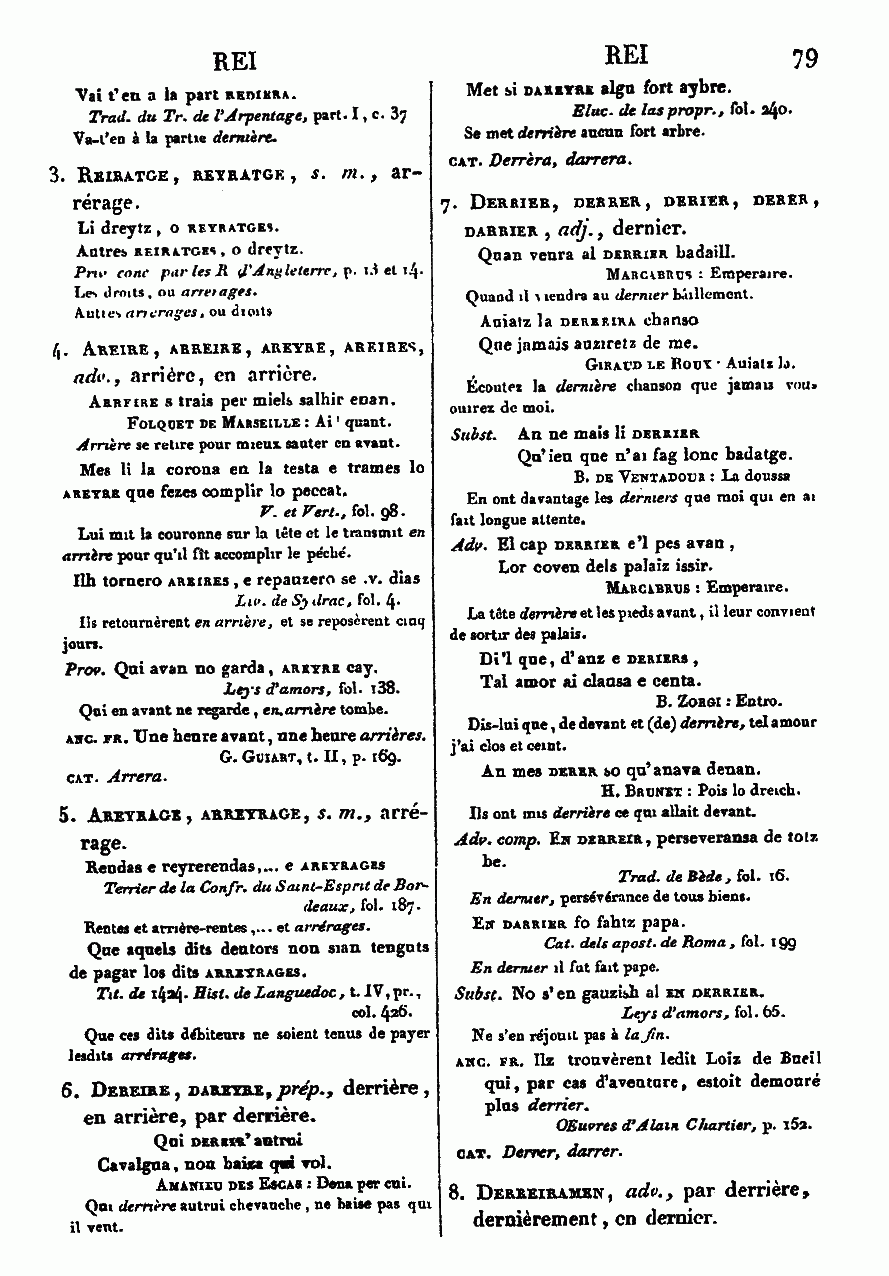 REI
Vai t'en a la part REDIERA.
Trad. du Tr. de l'Arpentage, part. I, c. 37
Va-t'en à la partie dernière.
3. REIRATGE, REYRATGE, s. m., ar-
rérage.
Li dreytz, o REYRATGES.
Autres REIRATGES, o dreytz.
Priv conc par les R d'Angleterre, p. 13 et 14.
Les droits, ou arrerages.
Autres arrerages, ou droits
4. AREIRE, ARREIRE, AREYRE, AREIRES,
adv., arrière, en arrière.
ARREIRE s trais per miels salhir enan.
FOLQUET DE MARSEILLE : Ai! quant.
Arrière se retire pour mieux sauter en avant.
Mes li la corona en la testa e trames lo
AREYRE que fezes complir lo peccat.
V. et Vert., fol. 98.
Lui mit la couronne sur la tête et le transmit en
arrière pour qu'il fît accomplir le péché.
Ilh tornero AREIRES, e repauzero se .v. dias
Liv. de Sydrac, fol. 4.
Ils retournèrent en arrière, et se reposèrent cinq
jours.
Prov. Qui avan no garda, AREYRE cay.
Leys d'amors, fol. 138.
Qui en avant ne regarde, en arrière tombe.
ANC. FR. Une heure avant, une heure arrières.
G. GUIART, t. II, p. 169.
CAT. Arrera.
5. AREYRAGE, ARREYRAGE, s. m., arré-
rage.
Rendas e reyrerendas,... e AREYRAGES
Terrier de la Confr. du Saint-Esprit de Bor-
deaux, fol. 187.
Rentes et arrière-rentes,... et arrérages.
Que aquels dits deutors non sian tenguts
de pagar los dits ARREYRAGES.
Tit. de 1424. Hist. de Languedoc, t. IV, pr.,
col. 426.
Que ces dits débiteurs ne soient tenus de payer
lesdits arrérages.
6. DEREIRE, DAREYRE, prép., derrière,
en arrière, par derrière.
Qui DEREIR' autrui
Cavalgua, non baiza qui vol.
AMANIEU DES ESCAS : Dona per cui.
Qui derrière autrui chevauche, ne baise pas qui
il veut.
REI 79
Met si DAREYRE algu fort aybre.
Eluc. de las propr., fol. 240.
Se met derrière aucun fort arbre.
CAT. Derrèra, darrera.
7. DERRIER, DERRER, DERIER, DERER,
DARRIER, adj., dernier.
Quan venra al DERRIER badaill.
MARCABRUS : Emperaire.
Quand il viendra au dernier bâillement.
Auiatz la DERREIRA chanso
Que jamais auziretz de me.
GIRAUD LE ROUX : Auiatz la.
Écoutez la dernière chanson que jamais vous
ouïrez de moi.
Subst. An ne mais li DERRIER
Qu'ieu que n'ai fag lonc badatge.
B. DE VENTADOUR : La doussa
En ont davantage les derniers que moi qui en ai
fait longue attente.
Adv. El cap DERRIER e'l pes avan,
Lor coven dels palaiz issir.
MARCABRUS : Emperaire.
La tête derrière et les pieds avant, il leur convient
de sortir des palais.
Di'l que, d'anz e DERIERS,
Tal amor ai clausa e centa.
B. ZORGI : Entro.
Dis-lui que, de devant et (de) derrière, tel amour
j'ai clos et ceint.
An mes DERER so qu'anava denan.
H. BRUNET : Pois lo dreich.
Ils ont mis derrière ce qui allait devant.
Adv. comp. EN DERREIR, perseveransa de totz
be.
Trad. de Bède, fol. 16.
En dernier, persévérance de tous biens.
EN DARRIER fo fahtz papa.
Cat. dels apost. de Roma, fol. 199
En dernier il fut fait pape.
Subst. No s'en gauzish al EN DERRIER.
Leys d'amors, fol. 65.
Ne s'en réjouit pas à la fin.
ANC. FR. Ilz trouvèrent ledit Loiz de Bueil
qui, par cas d'aventure, estoit demouré
plus derrier.
Œuvres d'Alain Chartier, p. 152.
CAT. Derrer, darrer.
8. DERREIRAMEN, adv., par derrière,
dernièrement, en dernier.